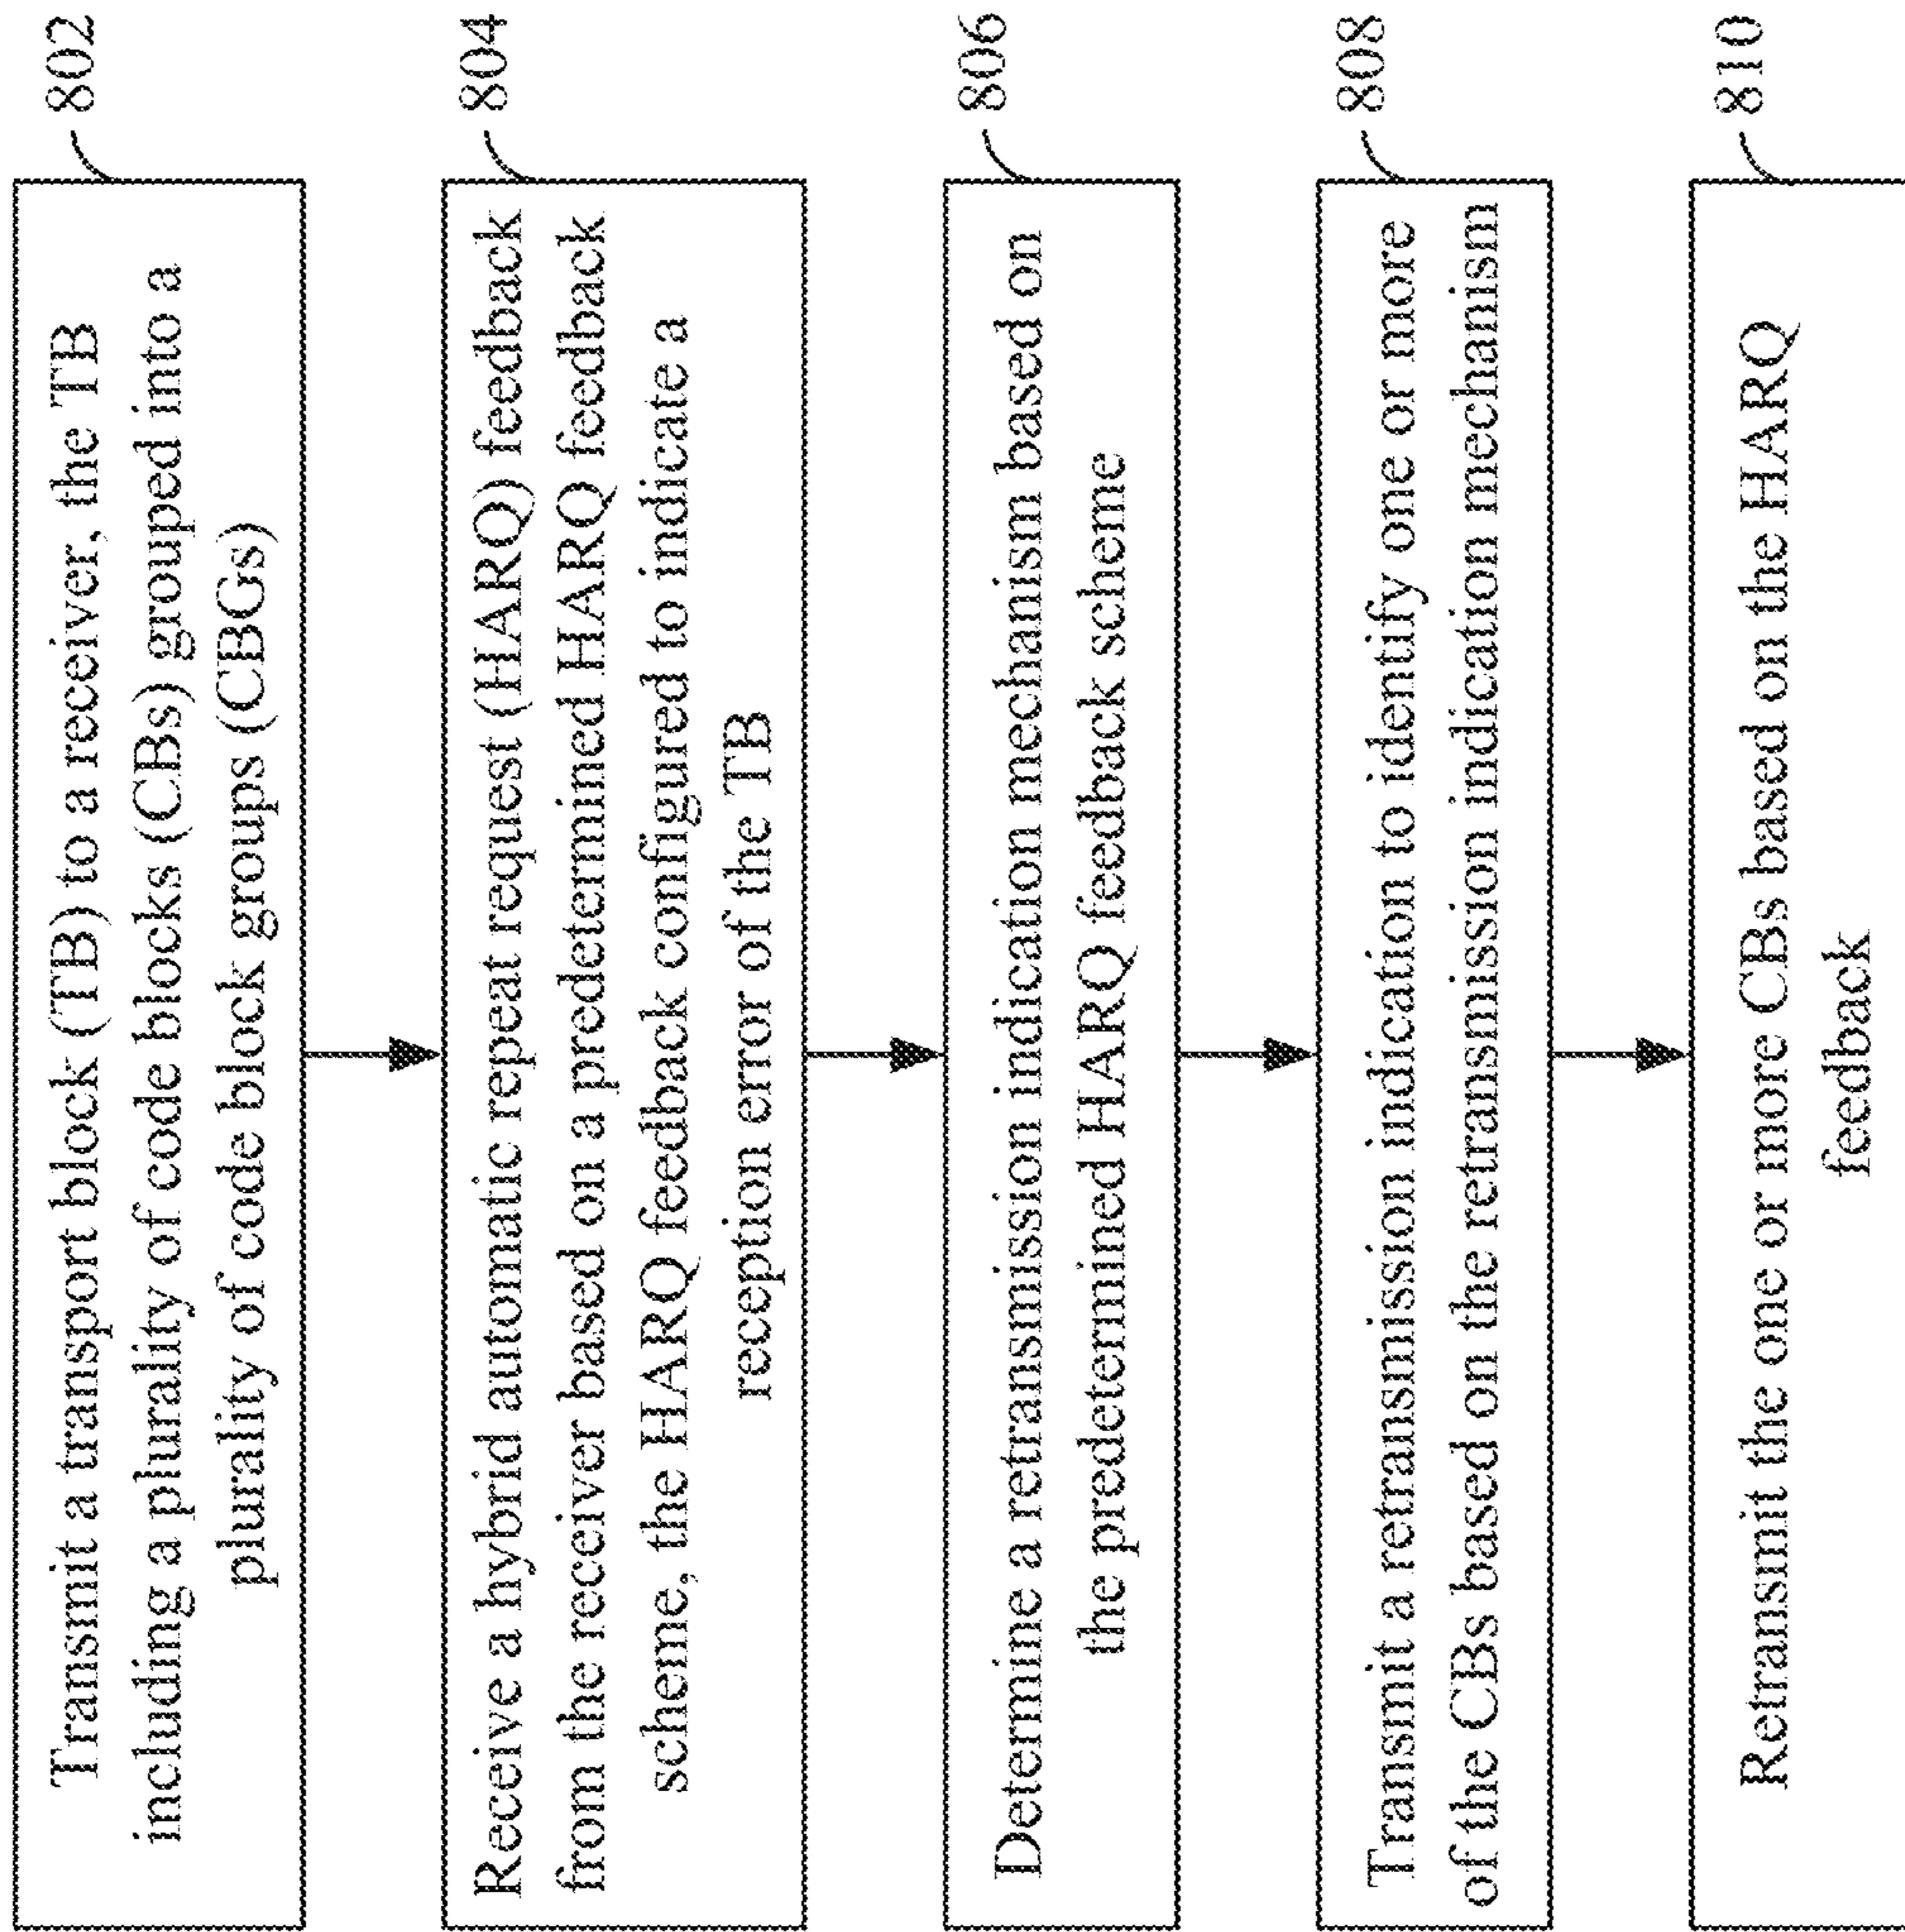 802
Transmit a transport block (TB) to a receiver, the TB
including a plurality of code blocks (CBs) grouped into a
plurality of code block groups (CBGs)
804
Receive a hybrid automatic repeat request (HARQ) feedback
from the receiver based on a predetermined HARQ feedback
scheme, the HARQ feedback configured to indicate a
reception error of the TB
806
Determine a retransmission indication mechanism based on
the predetermined HARQ feedback scheme
808
Transmit a retransmission indication to identify one or more
of the CBs based on the retransmission indication mechanism
810
Retransmit the one or more CBs based on the HARQ
feedback